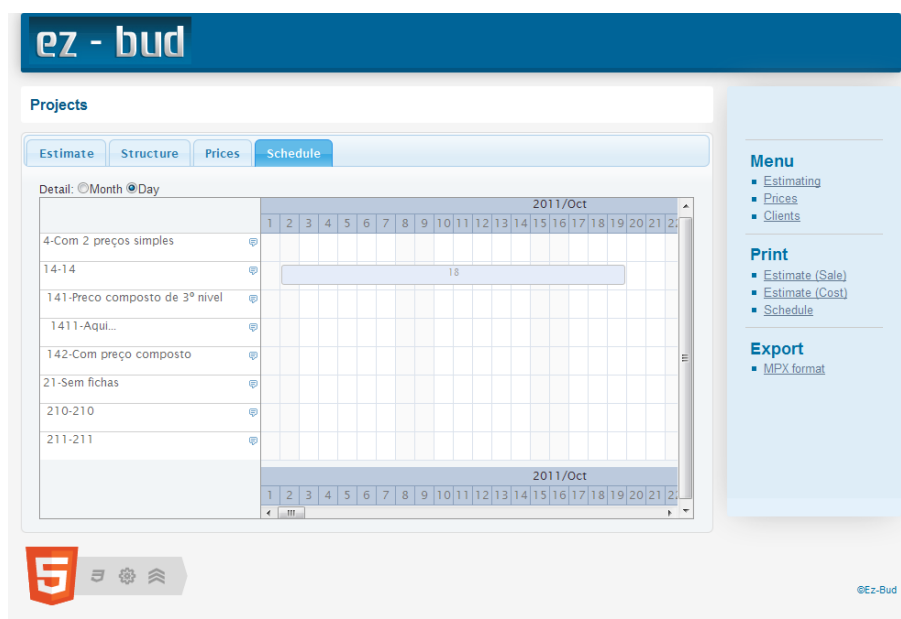 ez - bud
Projects
Estimate Structure Prices Schedule
Detail: Month Day
2011/Oct
1 2 3 4 5 6 7 8 9 10 11 12 13 14 15 16 17 18 19 20 21
4-Com 2 preços simples
14-14
18
141-Preco composto de 3º nivel
1411-Aqui...
142-Com preço composto
21-Sem fichas
210-210
211-211
2011/Oct
1 2 3 4 5 6 7 8 9 10 11 12 13 14 15 16 17 18 19 20 21
Menu
Estimating
Prices
Clients
Print
Estimate (Sale)
Estimate (Cost)
Schedule
Export
MPX format
5
©Ez-Bud